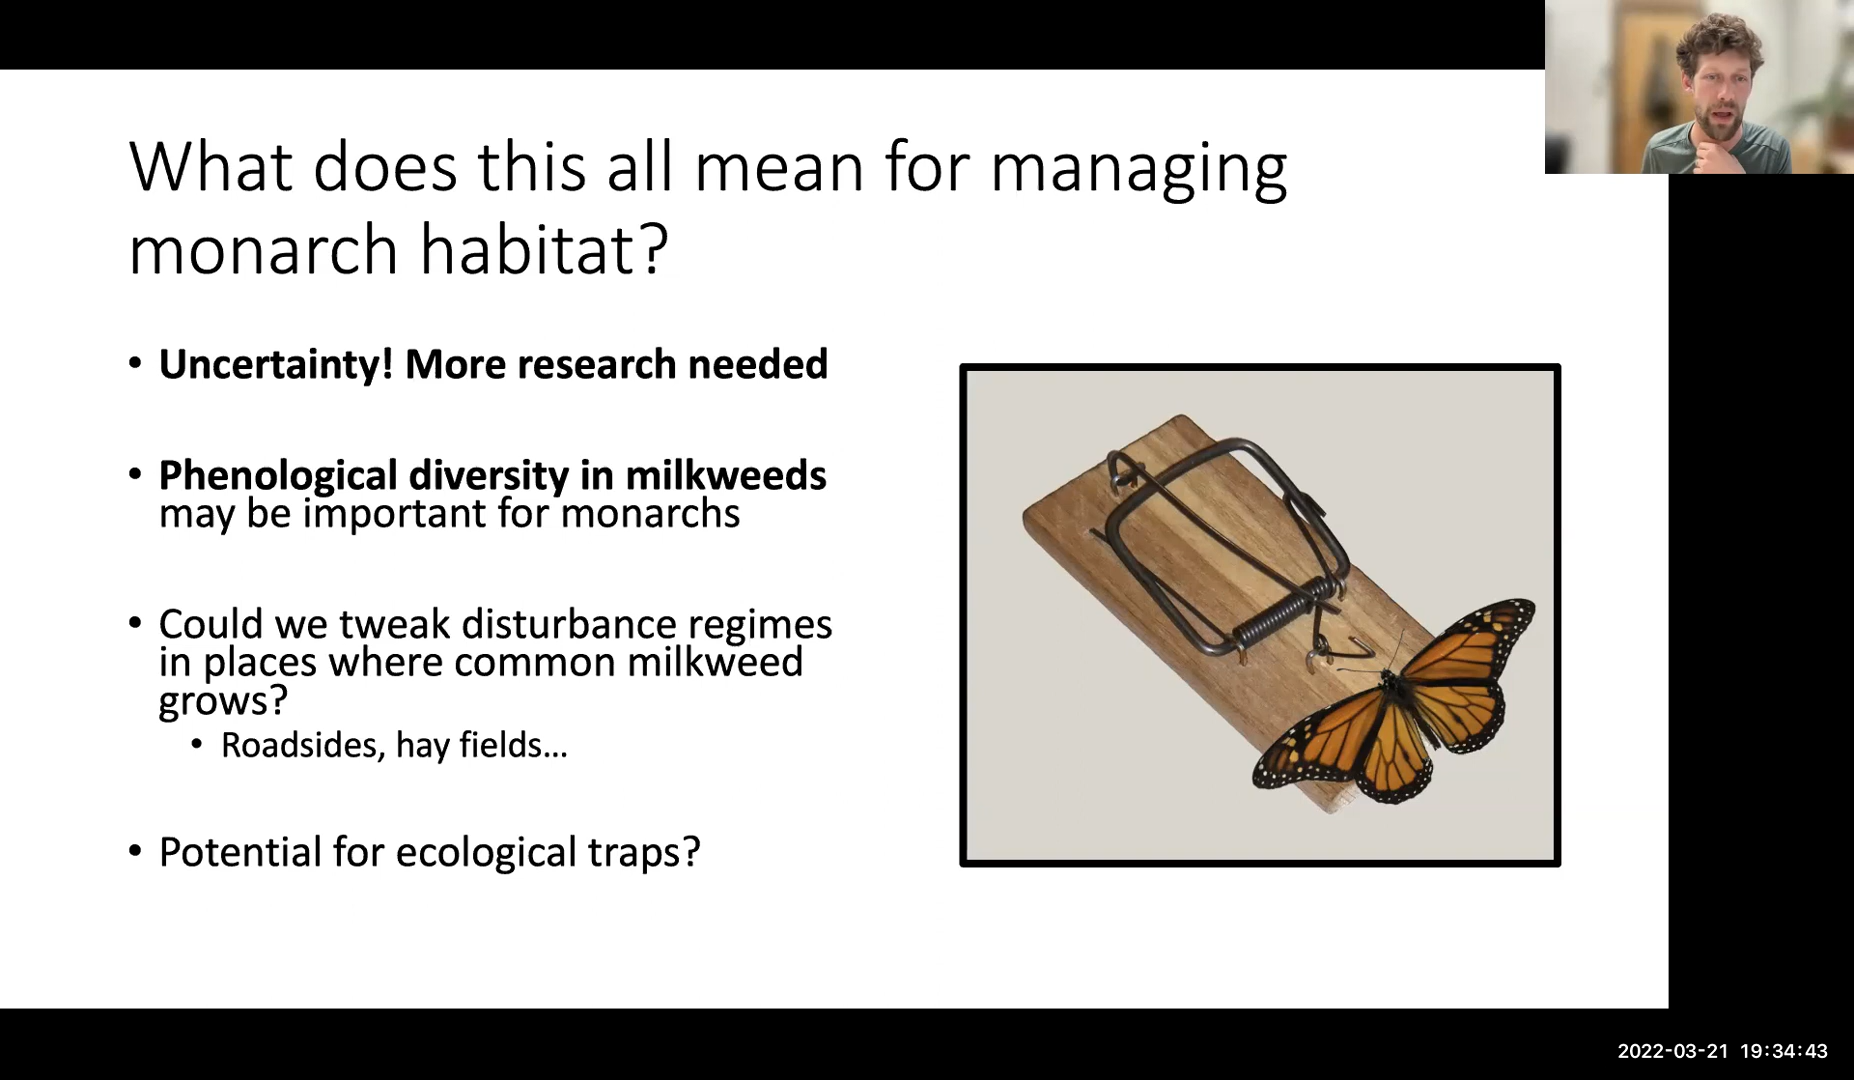 What does this all mean for managing
monarch habitat?
• Uncertainty! More research needed
• Phenological diversity in milkweeds
may be important for monarchs
• Could we tweak disturbance regimes
in places where common milkweed
grows?
• Roadsides, hay fields…
• Potential for ecological traps?
2022-03-21 19:34:43